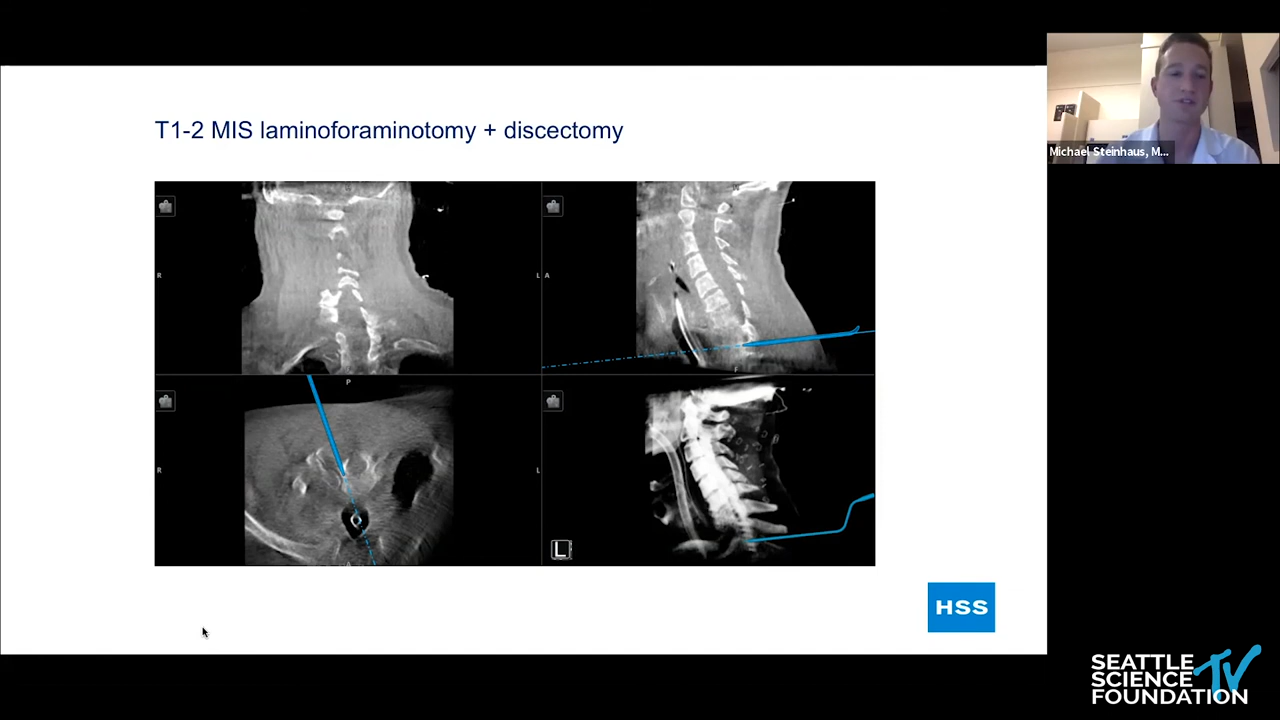 T1-2 MIS laminoforaminotomy + discectomy
Michael Steinhaus, M...
R
L
A
F
P
R
L
A
L
HSS
SEATTLE
SCIENCE
FOUNDATION
TV